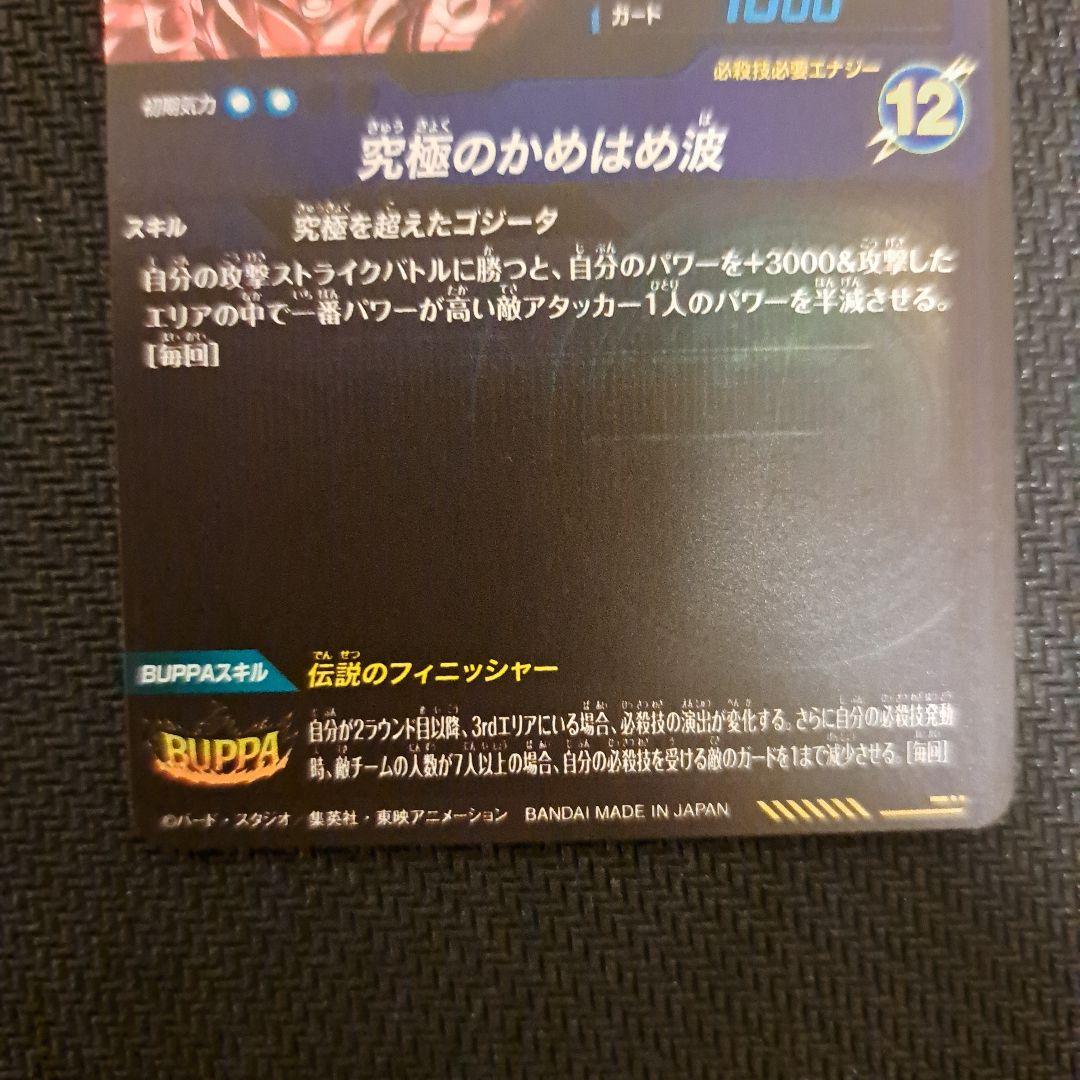 ガード 1000
必殺技必要エナジー
12
初期気力
究極のかめはめ波
スキル 究極を超えたゴジータ
自分の攻撃ストライクバトルに勝つと、自分のパワーを+3000&攻撃した
エリアの中で一番パワーが高い敵アタッカー1人のパワーを半減させる。
[毎回]
BUPPAスキル 伝説のフィニッシャー
BUPPA
自分が2ラウンド目以降、3rdエリアにいる場合、必殺技の演出が変化する。さらに自分の必殺技発動
時、敵チームの人数が7人以上の場合、自分の必殺技を受ける敵のガードを1まで減少させる。[毎回]
©バード・スタジオ／集英社・東映アニメーション BANDAI MADE IN JAPAN